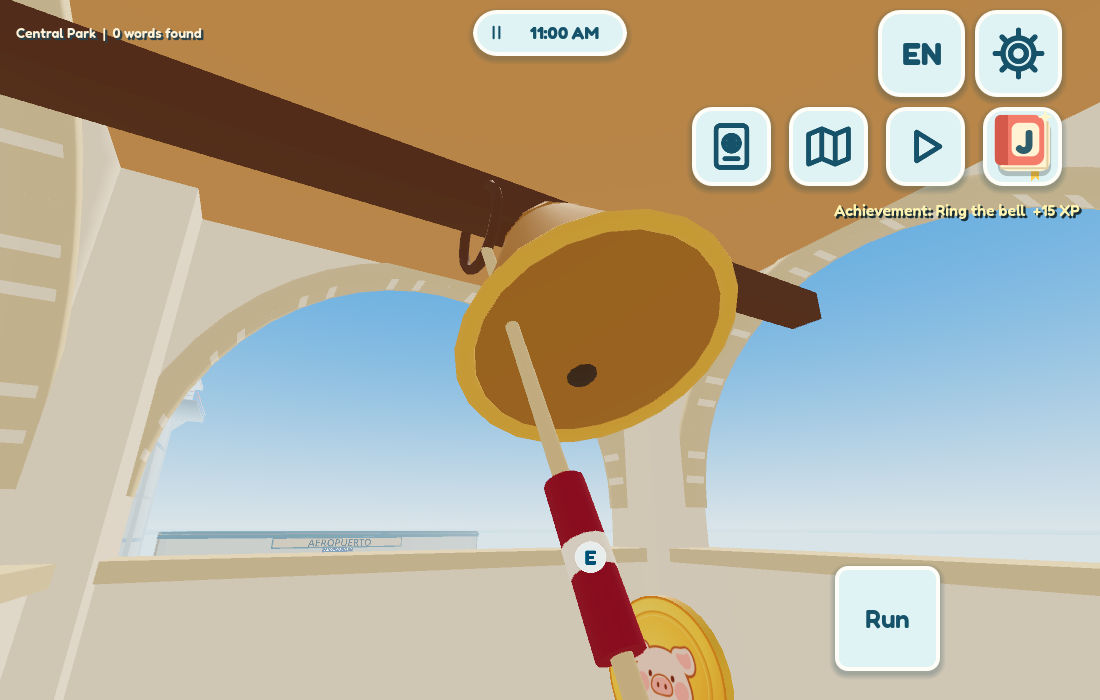 Central Park | 0 words found
11:00 AM
EN
J
Achievement: Ring the bell +15 XP
AEROPUERTO
E
Run